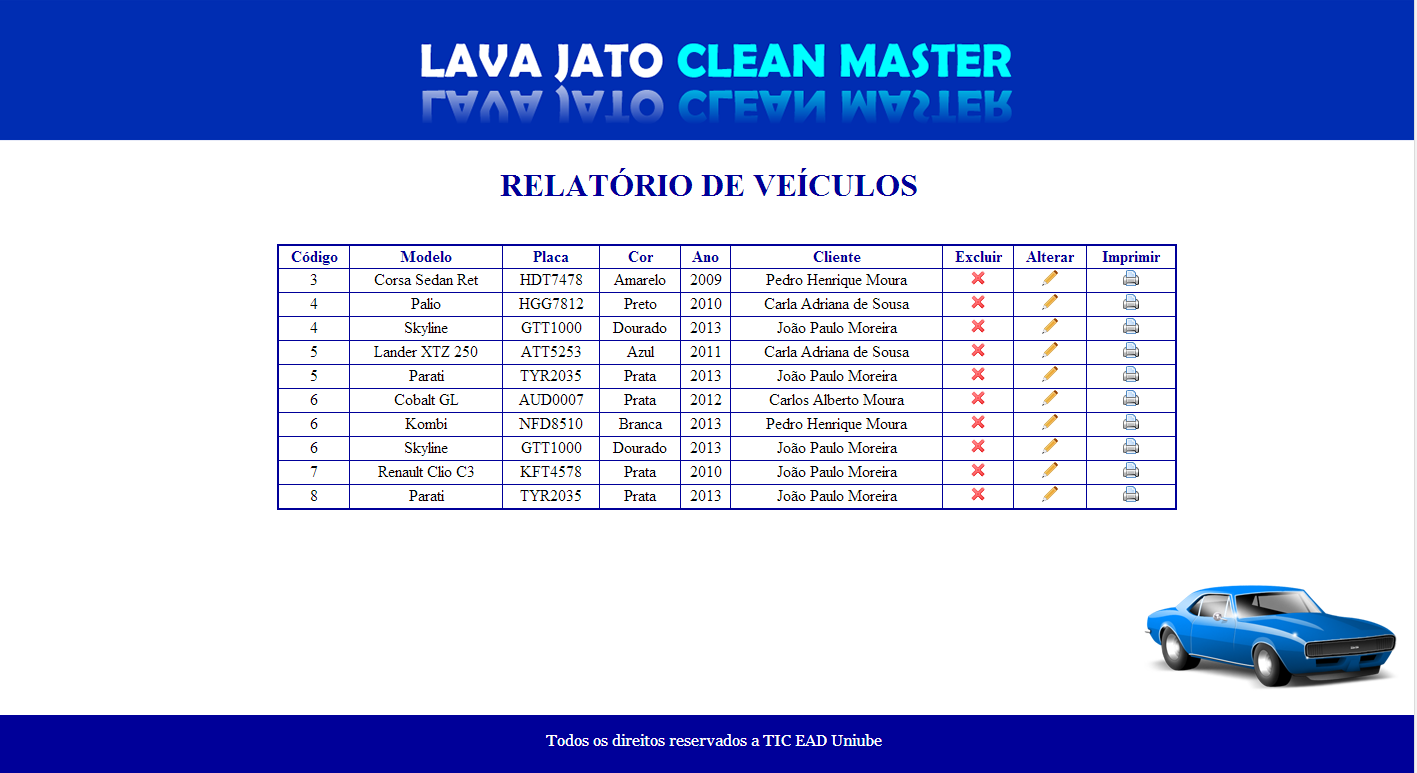 LAVA JATO CLEAN MASTER
RELATÓRIO DE VEÍCULOS
Código Modelo Placa Cor Ano Cliente Excluir Alterar Imprimir
3 Corsa Sedan Ret HDT7478 Amarelo 2009 Pedro Henrique Moura
4 Palio HGG7812 Preto 2010 Carla Adriana de Sousa
4 Skyline GTT1000 Dourado 2013 João Paulo Moreira
5 Lander XTZ 250 ATT5253 Azul 2011 Carla Adriana de Sousa
5 Parati TYR2035 Prata 2013 João Paulo Moreira
6 Cobalt GL AUD0007 Prata 2012 Carlos Alberto Moura
6 Kombi NFD8510 Branca 2013 Pedro Henrique Moura
6 Skyline GTT1000 Dourado 2013 João Paulo Moreira
7 Renault Clio C3 KFT4578 Prata 2010 João Paulo Moreira
8 Parati TYR2035 Prata 2013 João Paulo Moreira
Todos os direitos reservados a TIC EAD Uniube